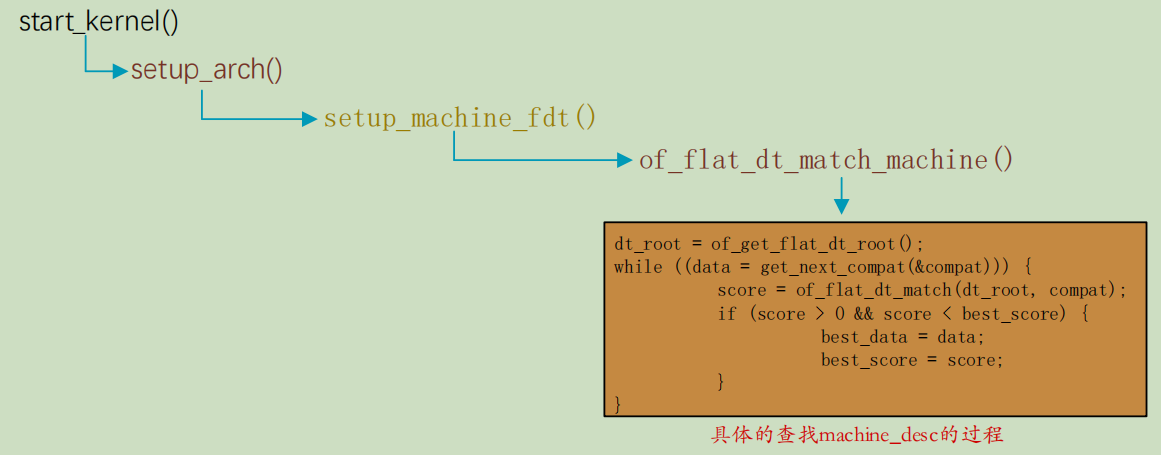 start_kernel()
setup_arch()
setup_machine_fdt()
of_flat_dt_match_machine()
dt_root = of_get_flat_dt_root();
while ((data = get_next_compat(&compat))) {
score = of_flat_dt_match(dt_root, compat);
if (score > 0 && score < best_score) {
best_data = data;
best_score = score;
}
}
具体的查找machine_desc的过程